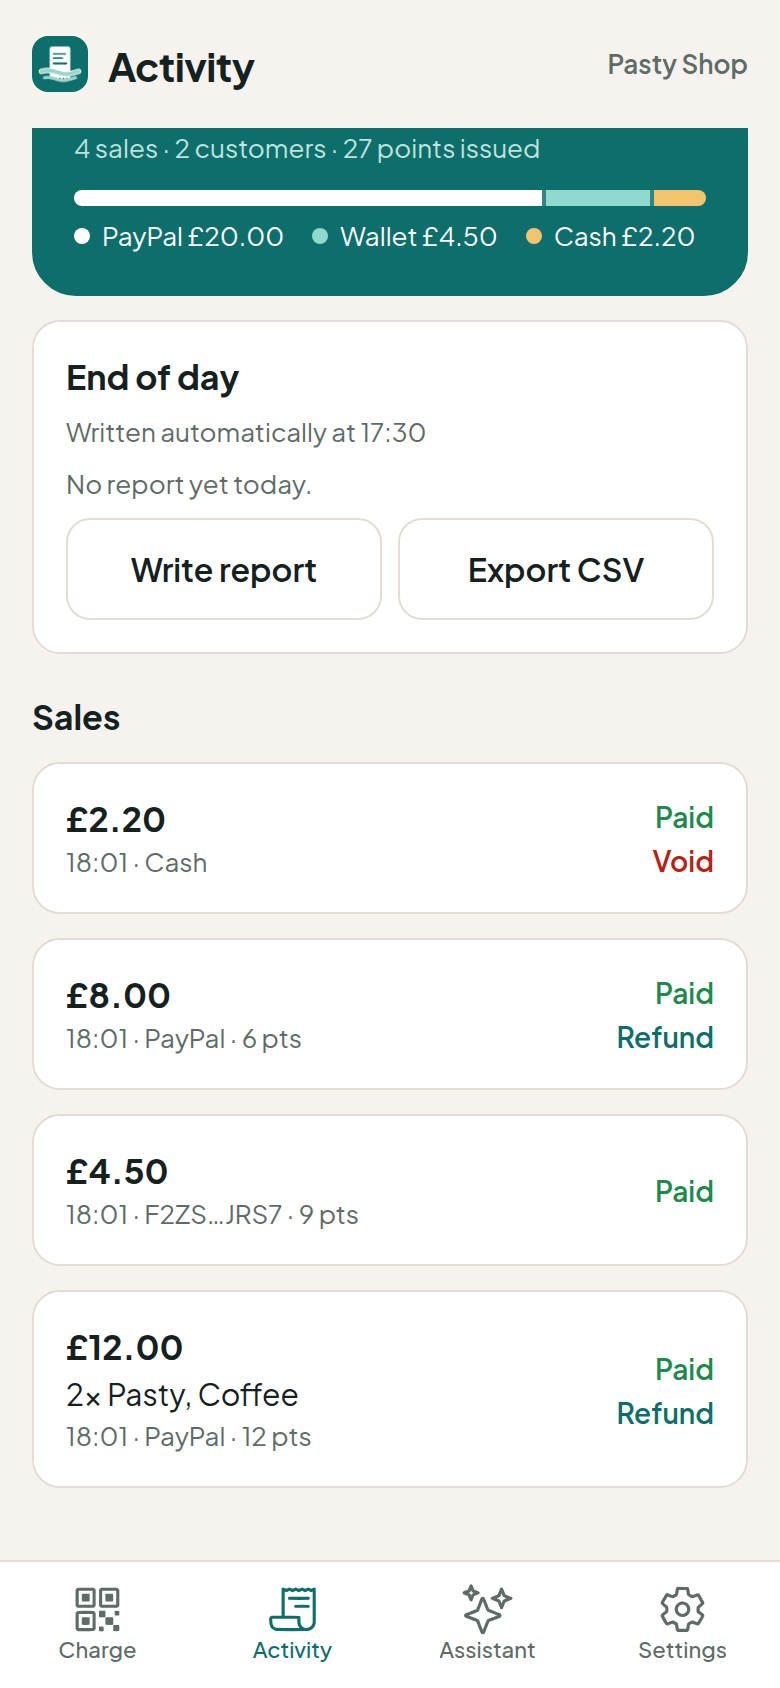 Activity
Pasty Shop
4 sales · 2 customers · 27 points issued
PayPal £20.00 Wallet £4.50 Cash £2.20
End of day
Written automatically at 17:30
No report yet today.
Write report
Export CSV
Sales
£2.20
18:01 · Cash
Paid
Void
£8.00
18:01 · PayPal · 6 pts
Paid
Refund
£4.50
18:01 · F2ZS…JRS7 · 9 pts
Paid
£12.00
2× Pasty, Coffee
18:01 · PayPal · 12 pts
Paid
Refund
Charge
Activity
Assistant
Settings